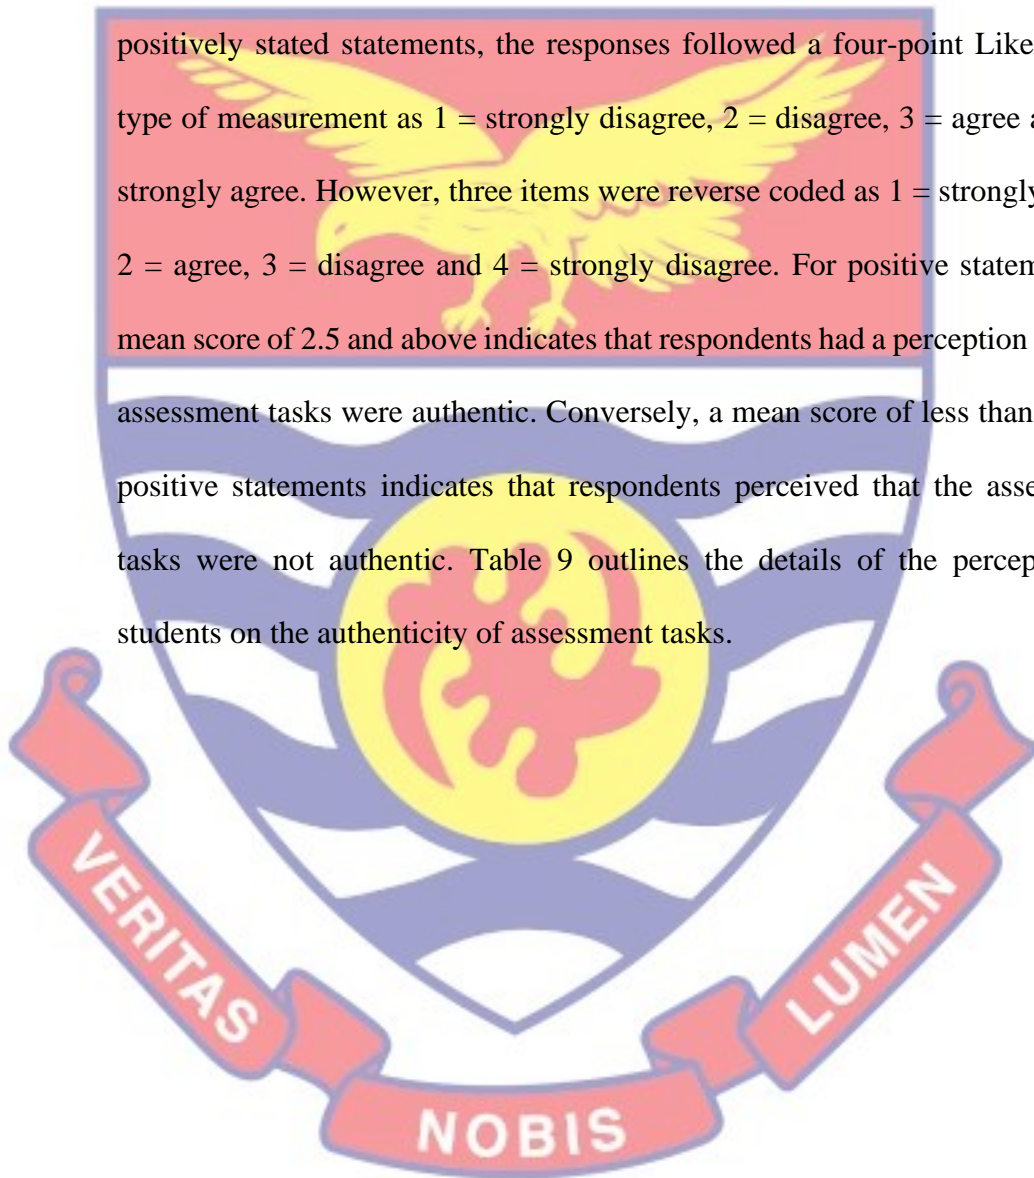 positively stated statements, the responses followed a four-point Like
type of measurement as 1 = strongly disagree, 2 = disagree, 3 = agree a
strongly agree. However, three items were reverse coded as 1 = strongly
2 = agree, 3 = disagree and 4 = strongly disagree. For positive statem
mean score of 2.5 and above indicates that respondents had a perception
assessment tasks were authentic. Conversely, a mean score of less than
positive statements indicates that respondents perceived that the asse
tasks were not authentic. Table 9 outlines the details of the percep
students on the authenticity of assessment tasks.
VERITAS
NOBIS
LUMEN